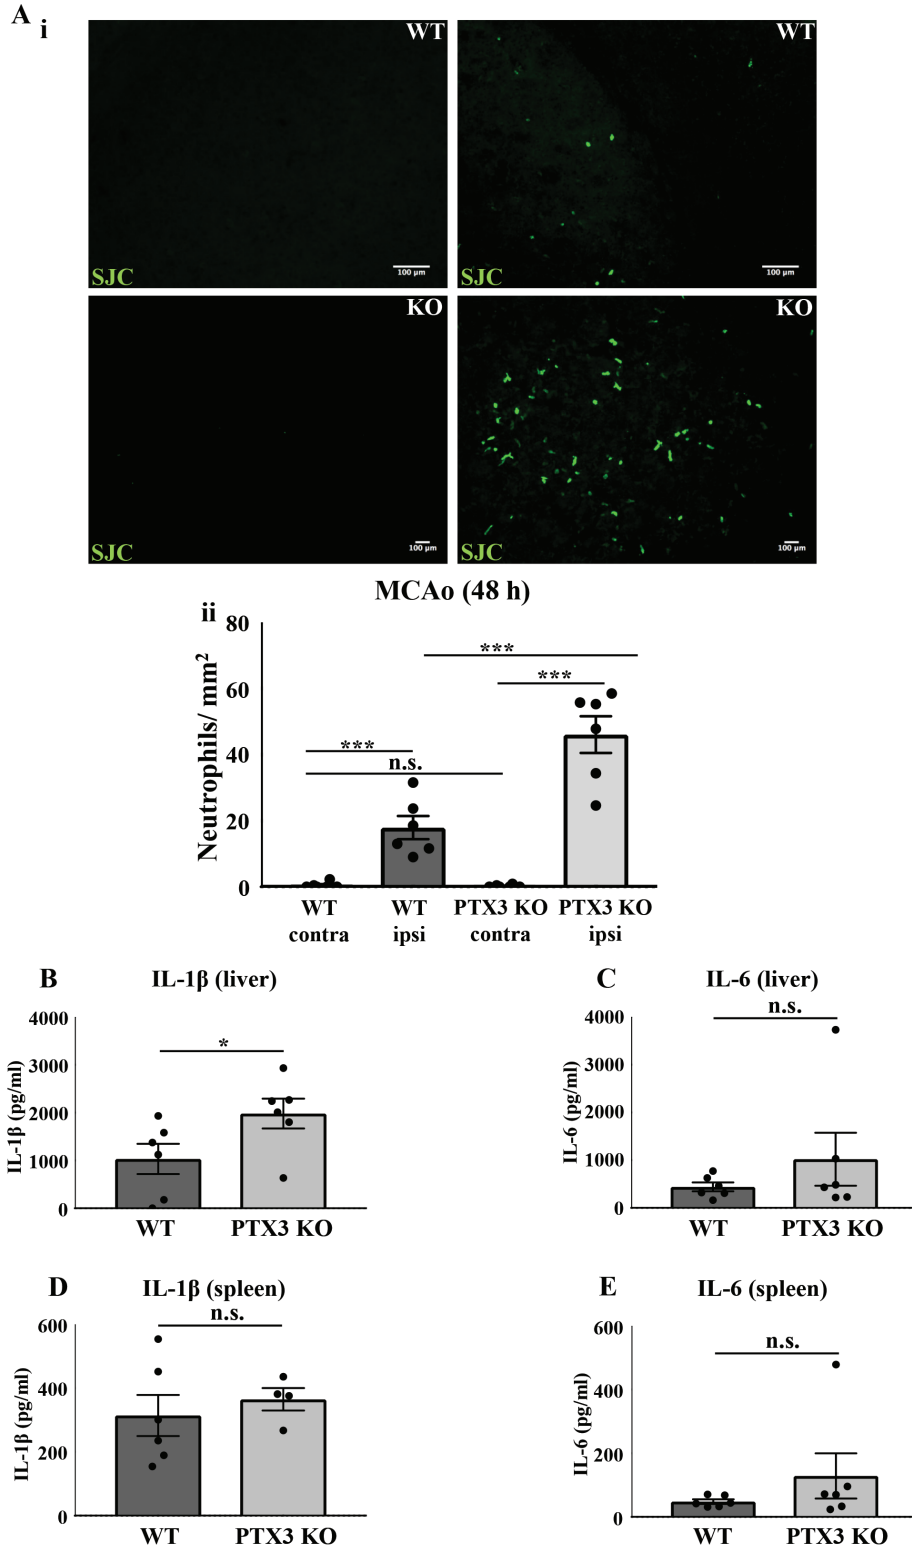 A
i
WT
WT
SJC
100 μm
SJC
100 μm
KO
KO
SJC
100 μm
SJC
100 μm
MCAo (48 h)
ii
Neutrophils/ mm²
80
60
40
20
0
***
***
***
n.s.
WT contra
WT ipsi
PTX3 KO contra
PTX3 KO ipsi
B
IL-1β (liver)
IL-1β (pg/ml)
4000
3000
2000
1000
0
*
WT
PTX3 KO
C
IL-6 (liver)
IL-6 (pg/ml)
4000
3000
2000
1000
0
n.s.
WT
PTX3 KO
D
IL-1β (spleen)
IL-1β (pg/ml)
600
400
200
0
n.s.
WT
PTX3 KO
E
IL-6 (spleen)
IL-6 (pg/ml)
600
400
200
0
n.s.
WT
PTX3 KO